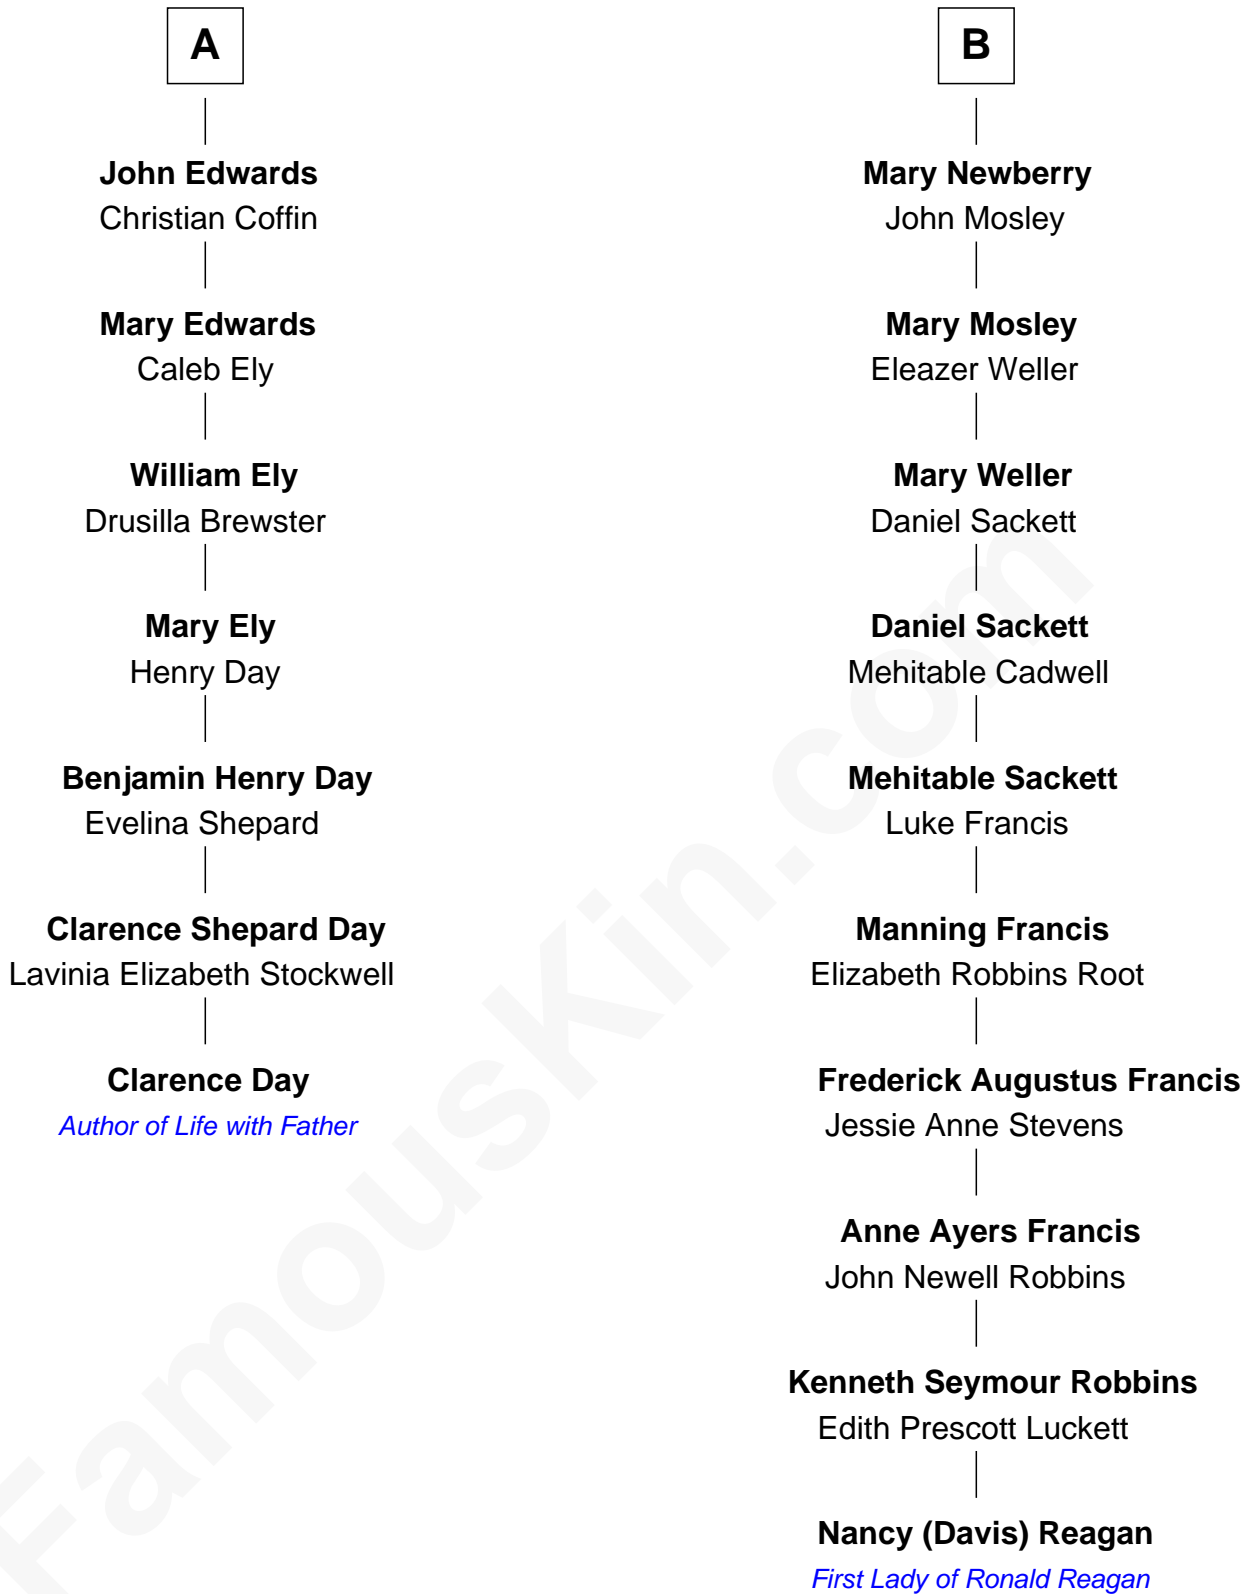 A
John Edwards
Christian Coffin
Mary Edwards
Caleb Ely
William Ely
Drusilla Brewster
Mary Ely
Henry Day
Benjamin Henry Day
Evelina Shepard
Clarence Shepard Day
Lavinia Elizabeth Stockwell
Clarence Day
Author of Life with Father
B
Mary Newberry
John Mosley
Mary Mosley
Eleazer Weller
Mary Weller
Daniel Sackett
Daniel Sackett
Mehitable Cadwell
Mehitable Sackett
Luke Francis
Manning Francis
Elizabeth Robbins Root
Frederick Augustus Francis
Jessie Anne Stevens
Anne Ayers Francis
John Newell Robbins
Kenneth Seymour Robbins
Edith Prescott Luckett
Nancy (Davis) Reagan
First Lady of Ronald Reagan
FamousKin.com